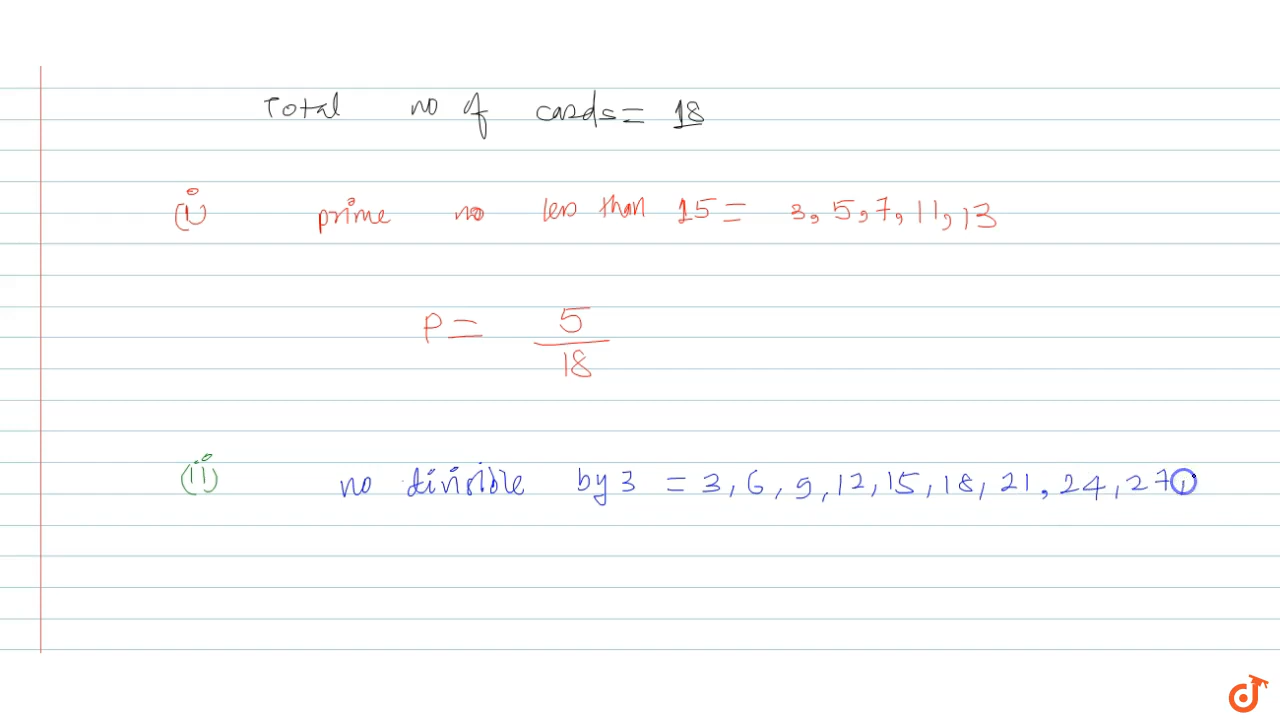 Total no of cards = 18
(i) prime no less than 15 = 3, 5, 7, 11, 13
P = 5
18
(ii) no divisible by 3 = 3, 6, 9, 12, 15, 18, 21, 24, 27,